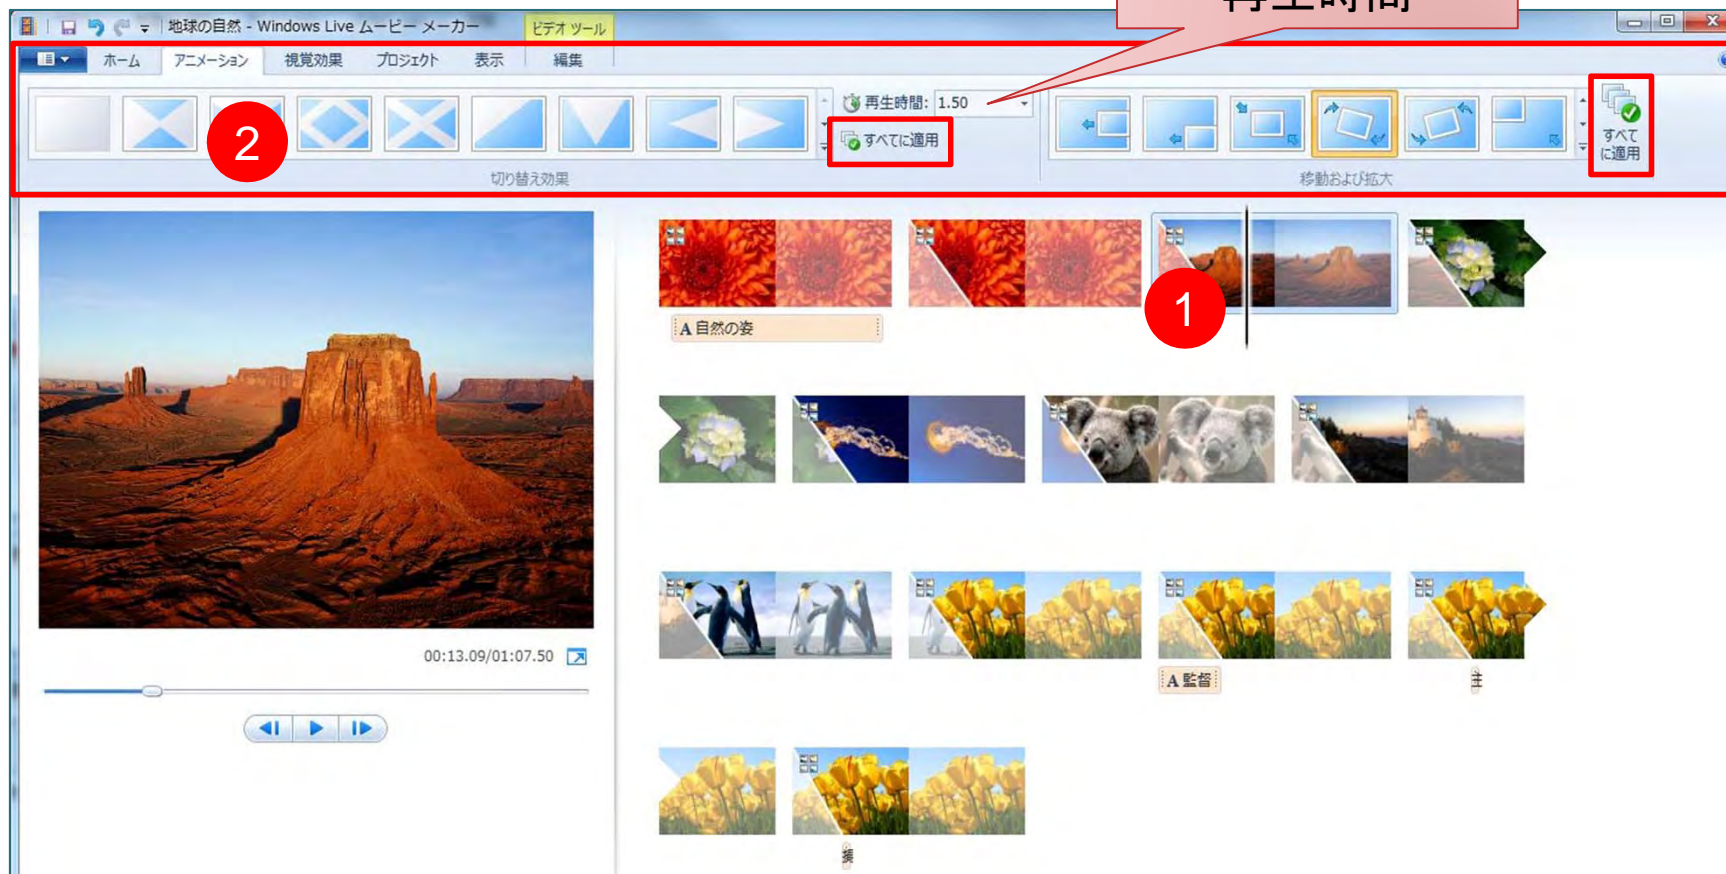 再生時間
地球の自然 - Windows Live ムービー メーカー
ビデオ ツール
ホーム
アニメーション
視覚効果
プロジェクト
表示
編集
再生時間: 1.50
すべてに適用
すべて
に適用
2
切り替え効果
移動および拡大
1
A 自然の姿
00:13.09/01:07.50
A 監督
主